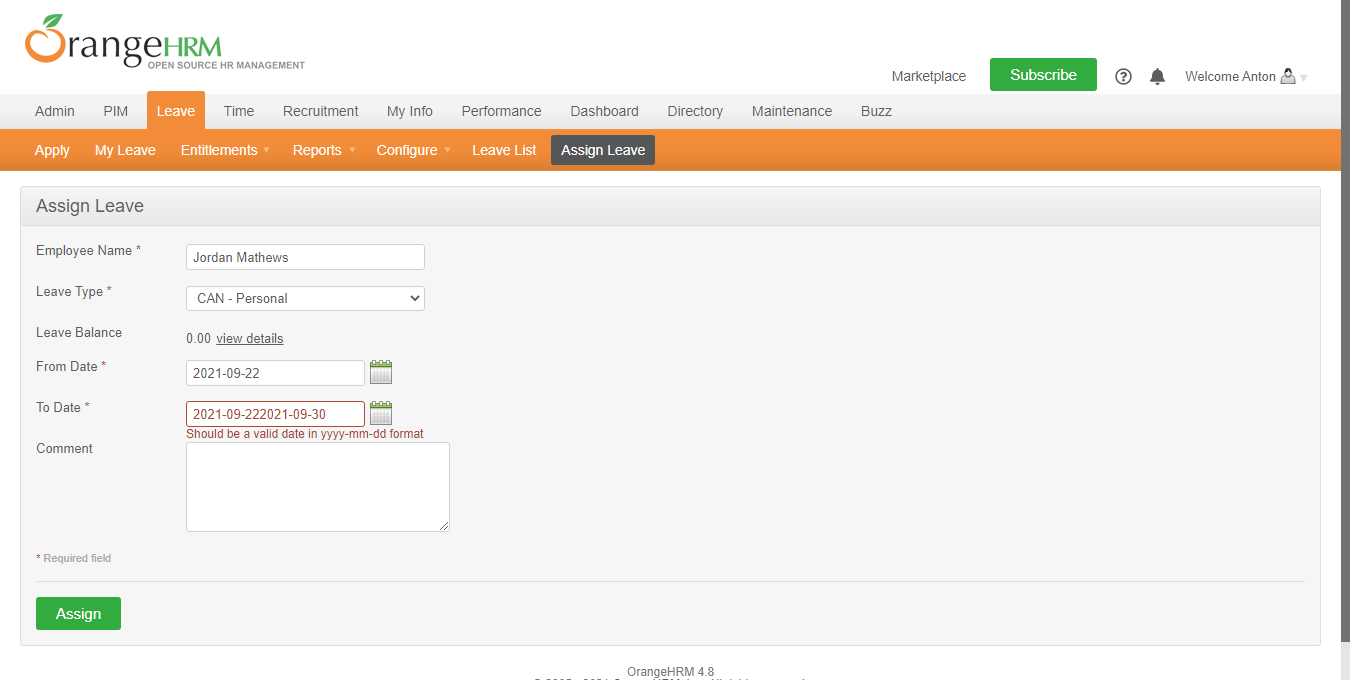 OrangeHRM
OPEN SOURCE HR MANAGEMENT
Marketplace Subscribe ? Welcome Anton
Admin PIM Leave Time Recruitment My Info Performance Dashboard Directory Maintenance Buzz
Apply My Leave Entitlements Reports Configure Leave List Assign Leave
Assign Leave
Employee Name * Jordan Mathews
Leave Type * CAN - Personal
Leave Balance 0.00 view details
From Date * 2021-09-22
To Date * 2021-09-222021-09-30
Should be a valid date in yyyy-mm-dd format
Comment
* Required field
Assign
OrangeHRM 4.8